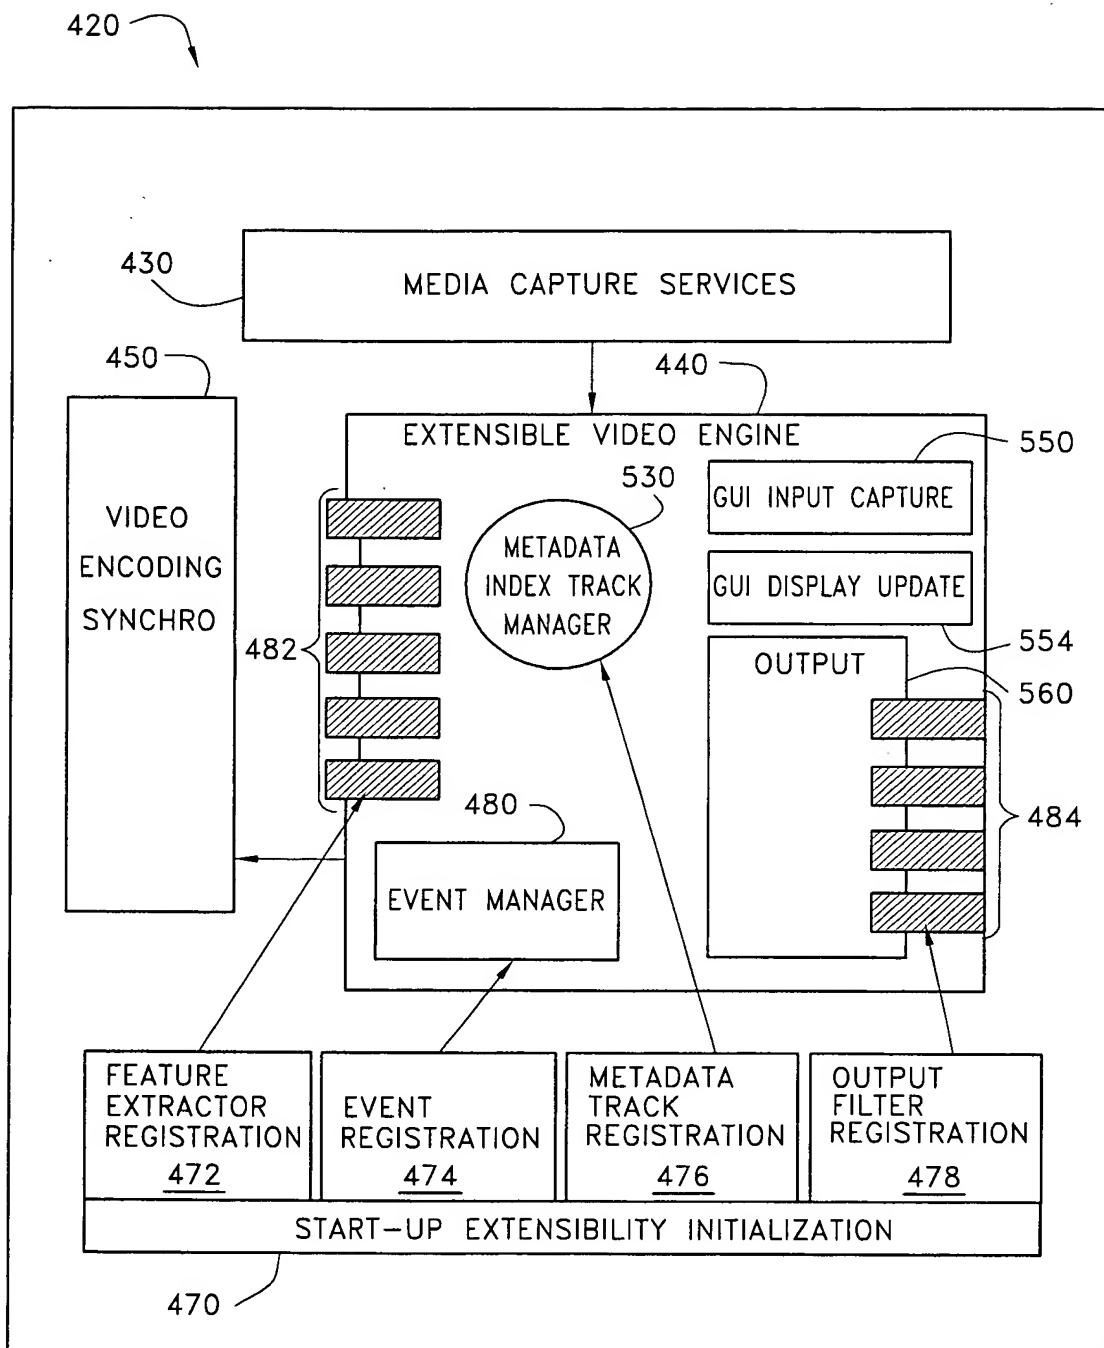 420
430
MEDIA CAPTURE SERVICES
450
440
EXTENSIBLE VIDEO ENGINE
550
530
GUI INPUT CAPTURE
VIDEO
ENCODING
SYNCHRO
METADATA
INDEX TRACK
MANAGER
GUI DISPLAY UPDATE
482
554
OUTPUT
560
480
484
EVENT MANAGER
FEATURE
EXTRACTOR
REGISTRATION
472
EVENT
REGISTRATION
474
METADATA
TRACK
REGISTRATION
476
OUTPUT
FILTER
REGISTRATION
478
START-UP EXTENSIBILITY INITIALIZATION
470